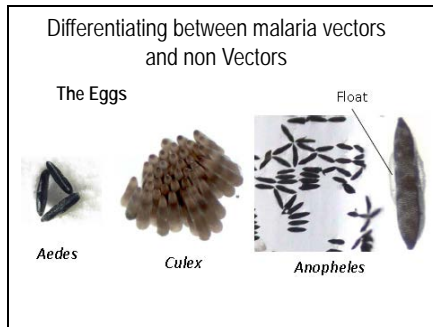 Differentiating between malaria vectors
and non Vectors
The Eggs
Float
Aedes
Culex
Anopheles